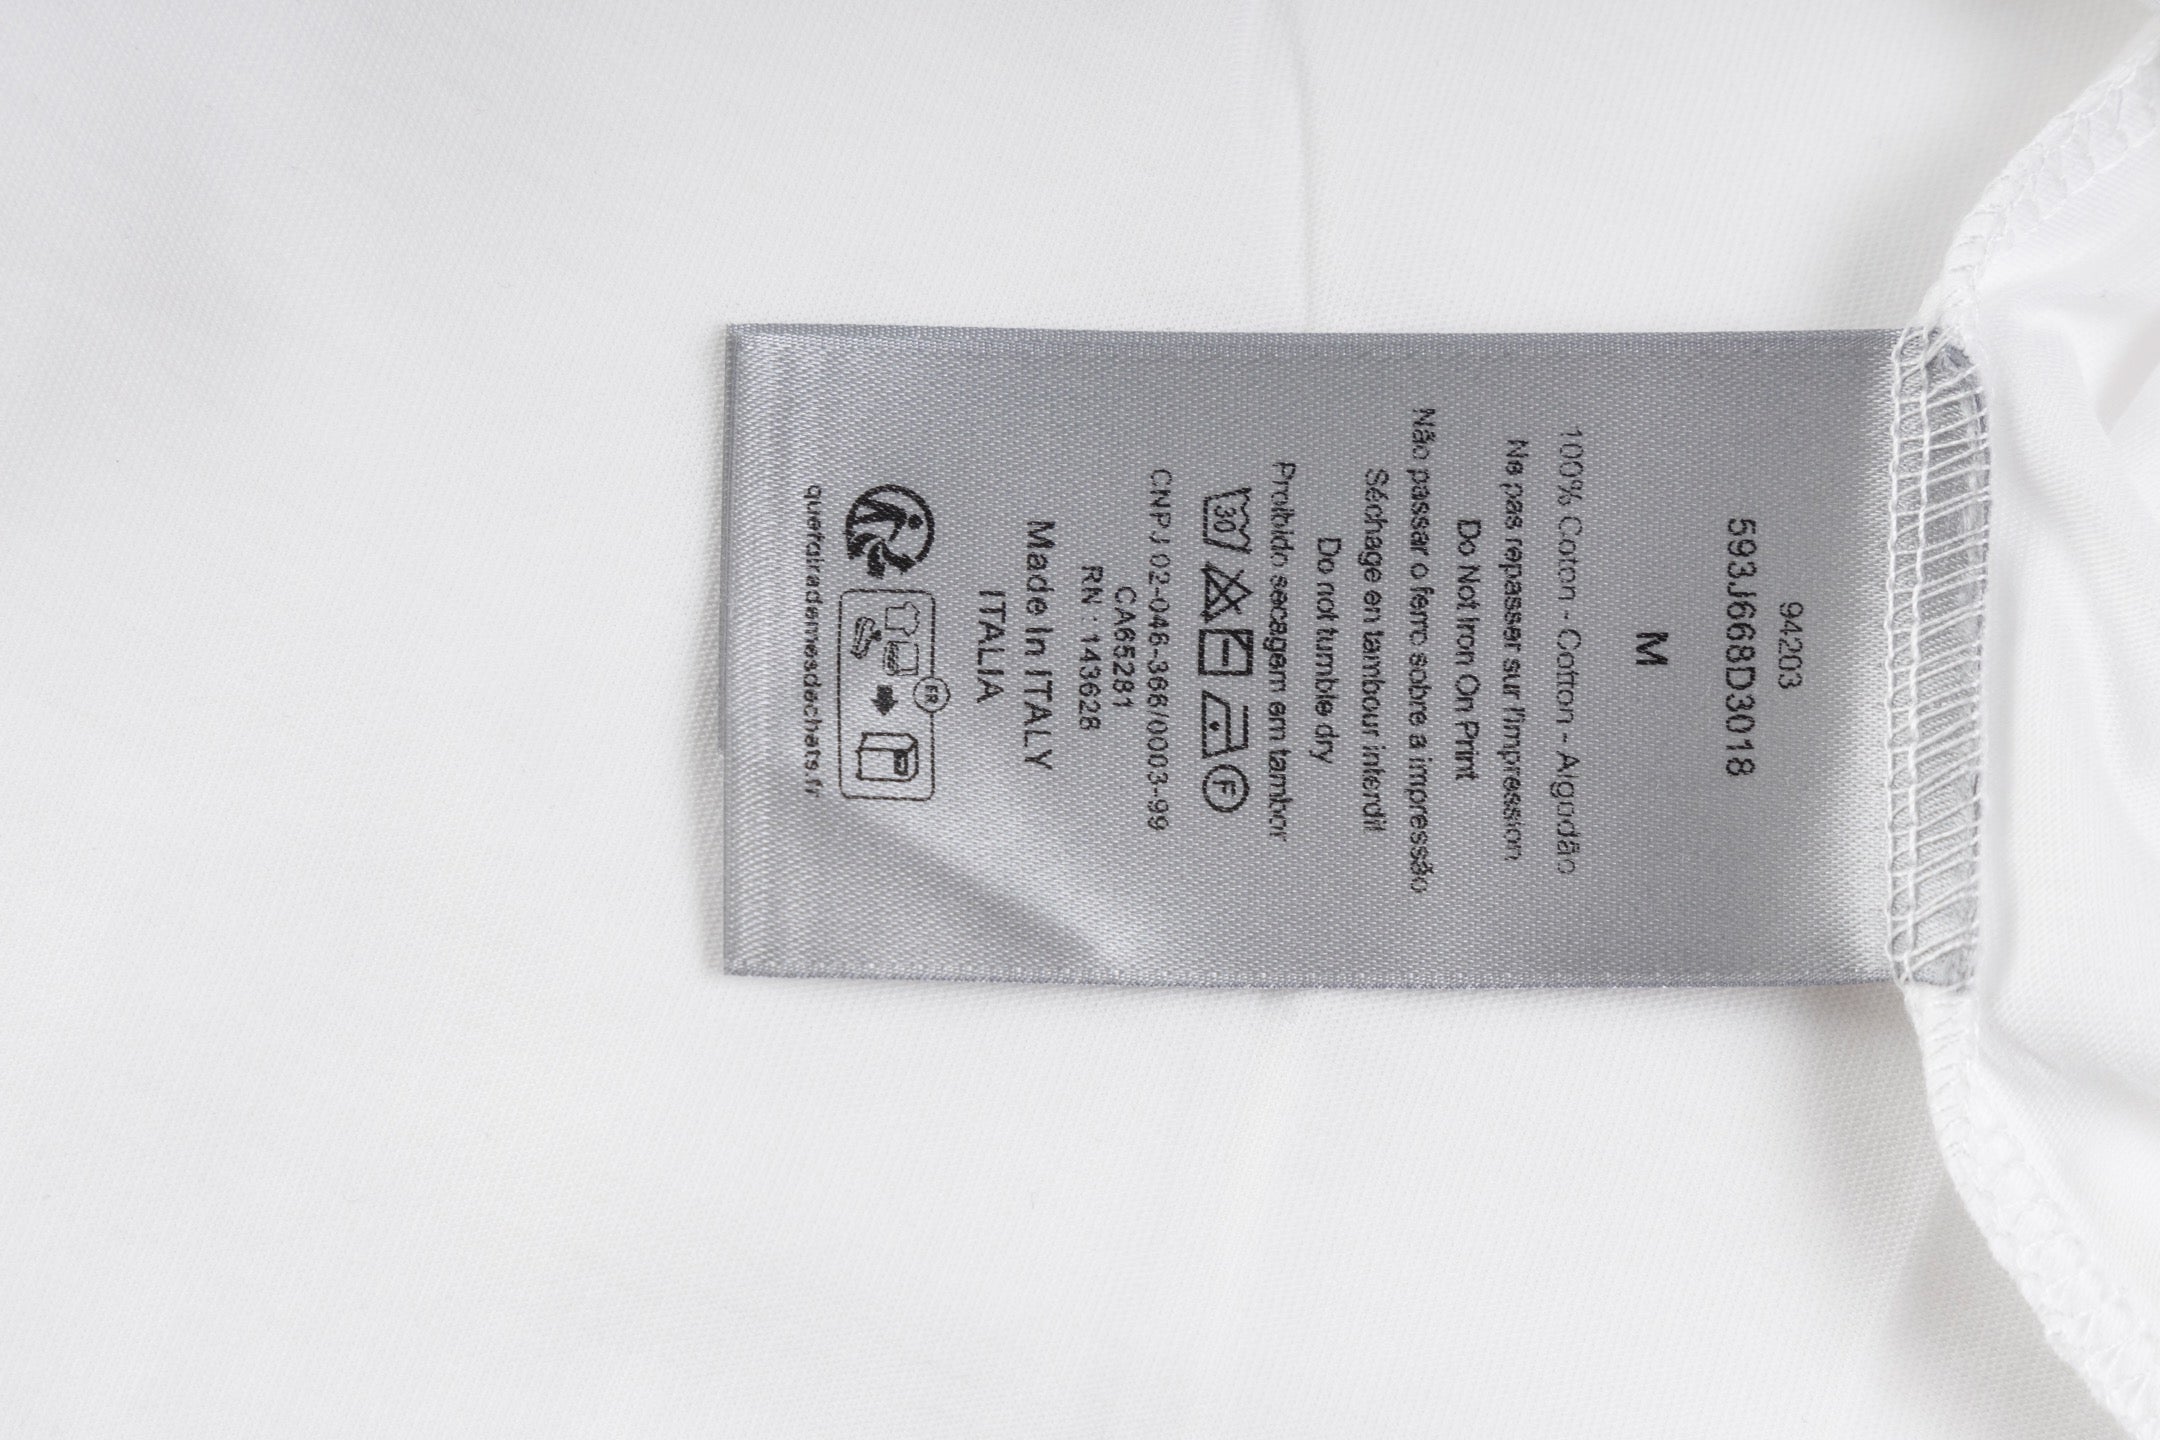 94203
593J668D3018
M
100% Coton - Cotton - Algodão
Ne pas repasser sur l'impression
Do Not Iron On Print
Não passar o ferro sobre a impressão
Séchage en tambour interdit
Do not tumble dry
Proibido secagem em tambor
30 F
CNPJ 02-046-366/0003-99
CA65281
RN : 143628
Made In ITALY
ITALIA
FR
quefairedemesdechets.fr